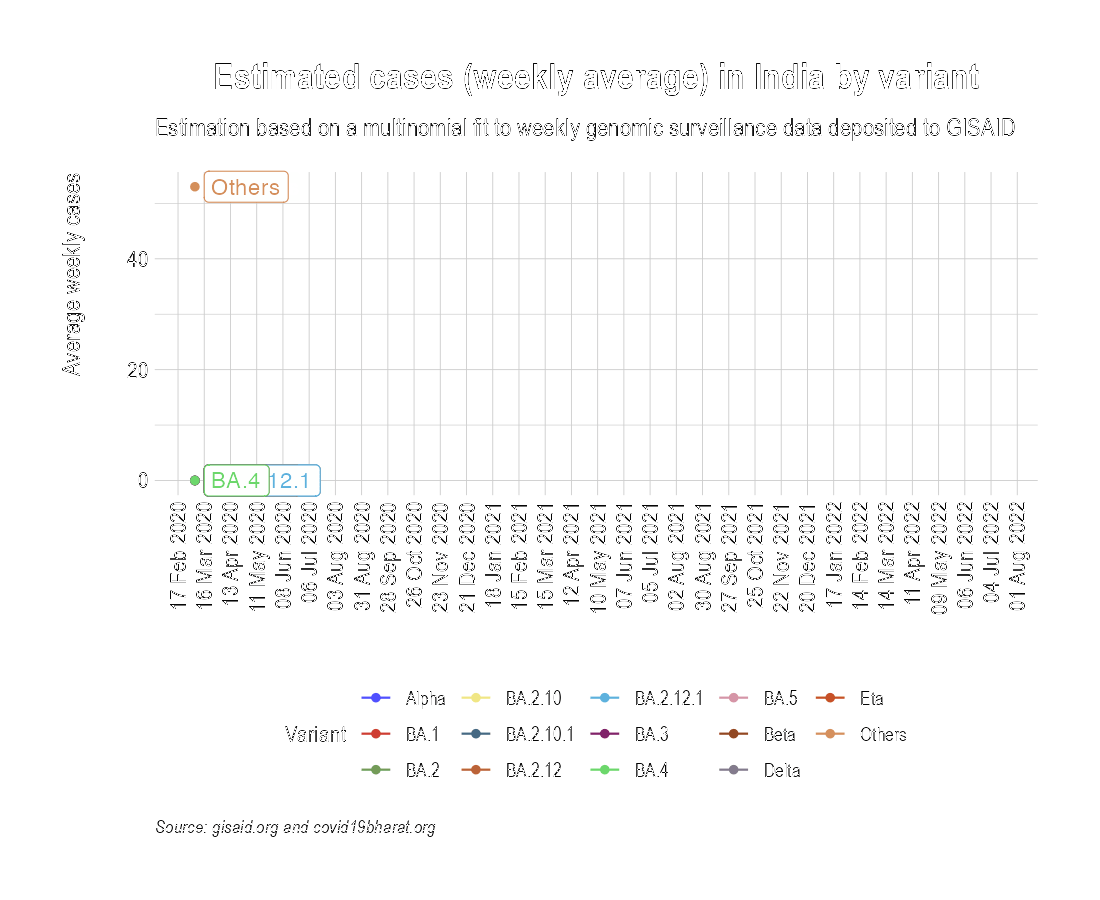 Estimated cases (weekly average) in India by variant
Estimation based on a multinomial fit to weekly genomic surveillance data deposited to GISAID
Average weekly cases
Others
40
20
0
BA.4
12.1
17 Feb 2020
16 Mar 2020
13 Apr 2020
11 May 2020
08 Jun 2020
06 Jul 2020
03 Aug 2020
31 Aug 2020
28 Sep 2020
26 Oct 2020
23 Nov 2020
21 Dec 2020
18 Jan 2021
15 Feb 2021
15 Mar 2021
12 Apr 2021
10 May 2021
07 Jun 2021
05 Jul 2021
02 Aug 2021
30 Aug 2021
27 Sep 2021
25 Oct 2021
22 Nov 2021
20 Dec 2021
17 Jan 2022
14 Feb 2022
14 Mar 2022
11 Apr 2022
09 May 2022
06 Jun 2022
04 Jul 2022
01 Aug 2022
Variant
Alpha
BA.1
BA.2
BA.2.10
BA.2.10.1
BA.2.12
BA.2.12.1
BA.3
BA.4
BA.5
Beta
Delta
Eta
Others
Source: gisaid.org and covid19bharat.org